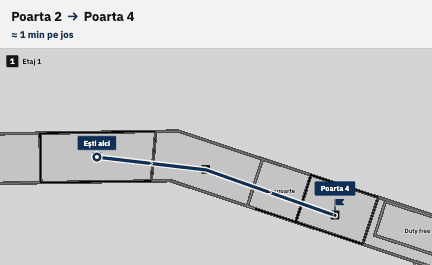 Poarta 2 → Poarta 4
≈ 1 min pe jos
1 Etaj 1
Ești aici
Poarta 4
Duty free